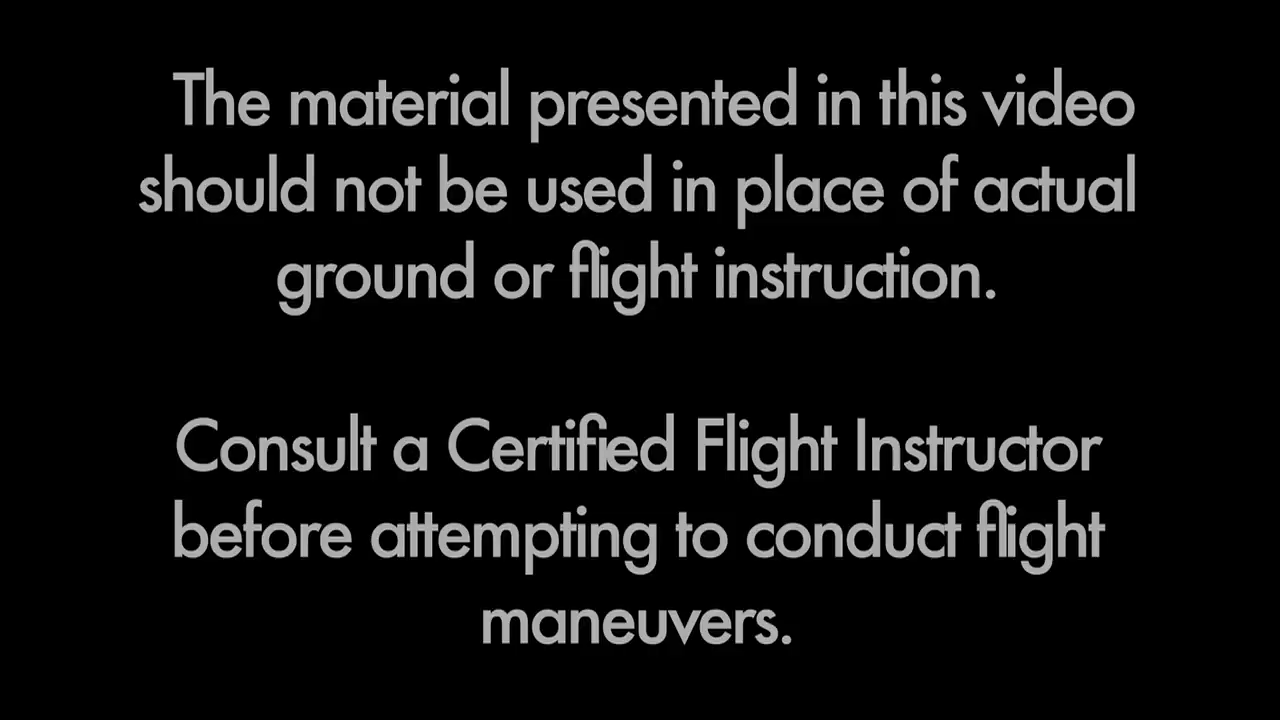 The material presented in this video
should not be used in place of actual
ground or flight instruction.
Consult a Certified Flight Instructor
before attempting to conduct flight
maneuvers.